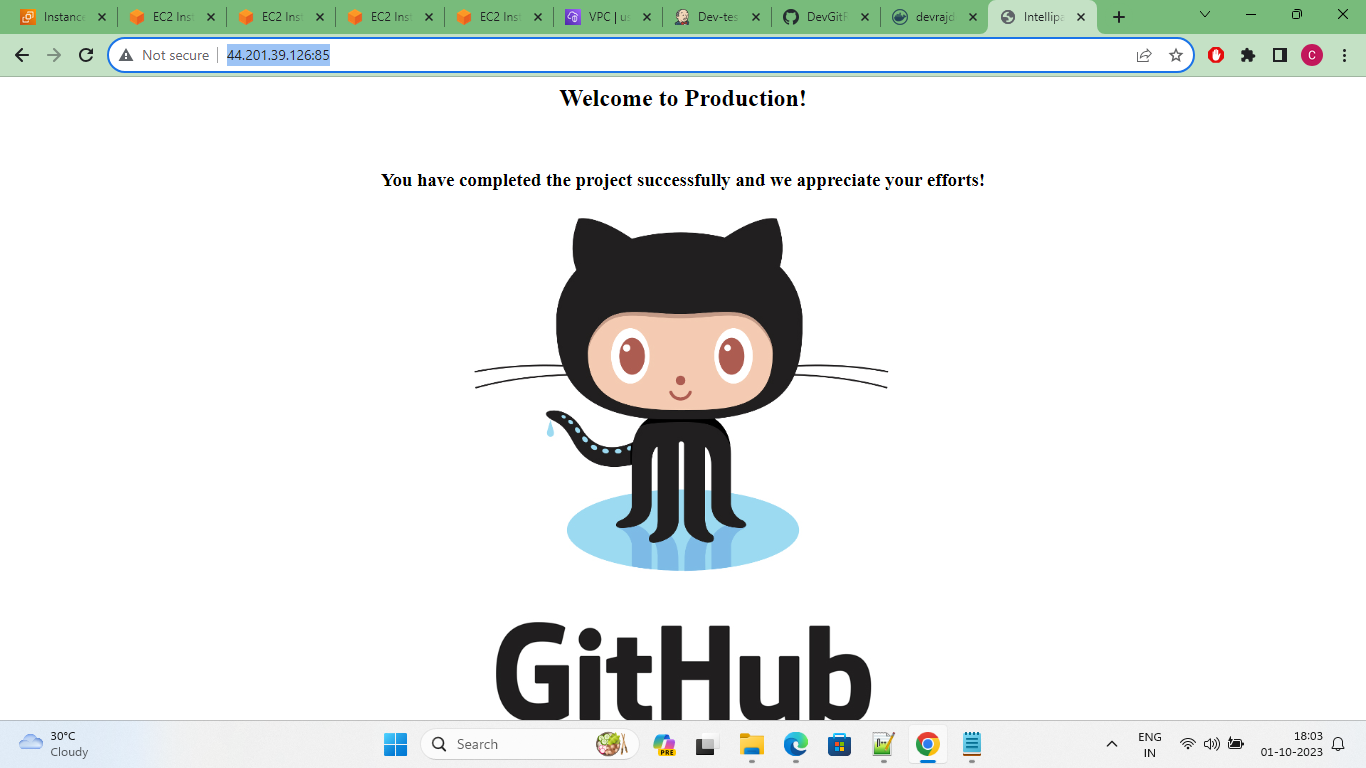 Instance
EC2 Inst
EC2 Inst
EC2 Inst
EC2 Inst
VPC | us
Dev-tes
DevGitF
devrajd
Intellipa
Not secure
44.201.39.126:85
C
Welcome to Production!
You have completed the project successfully and we appreciate your efforts!
GitHub
30°C
Cloudy
Search
PRE
ENG
IN
18:03
01-10-2023